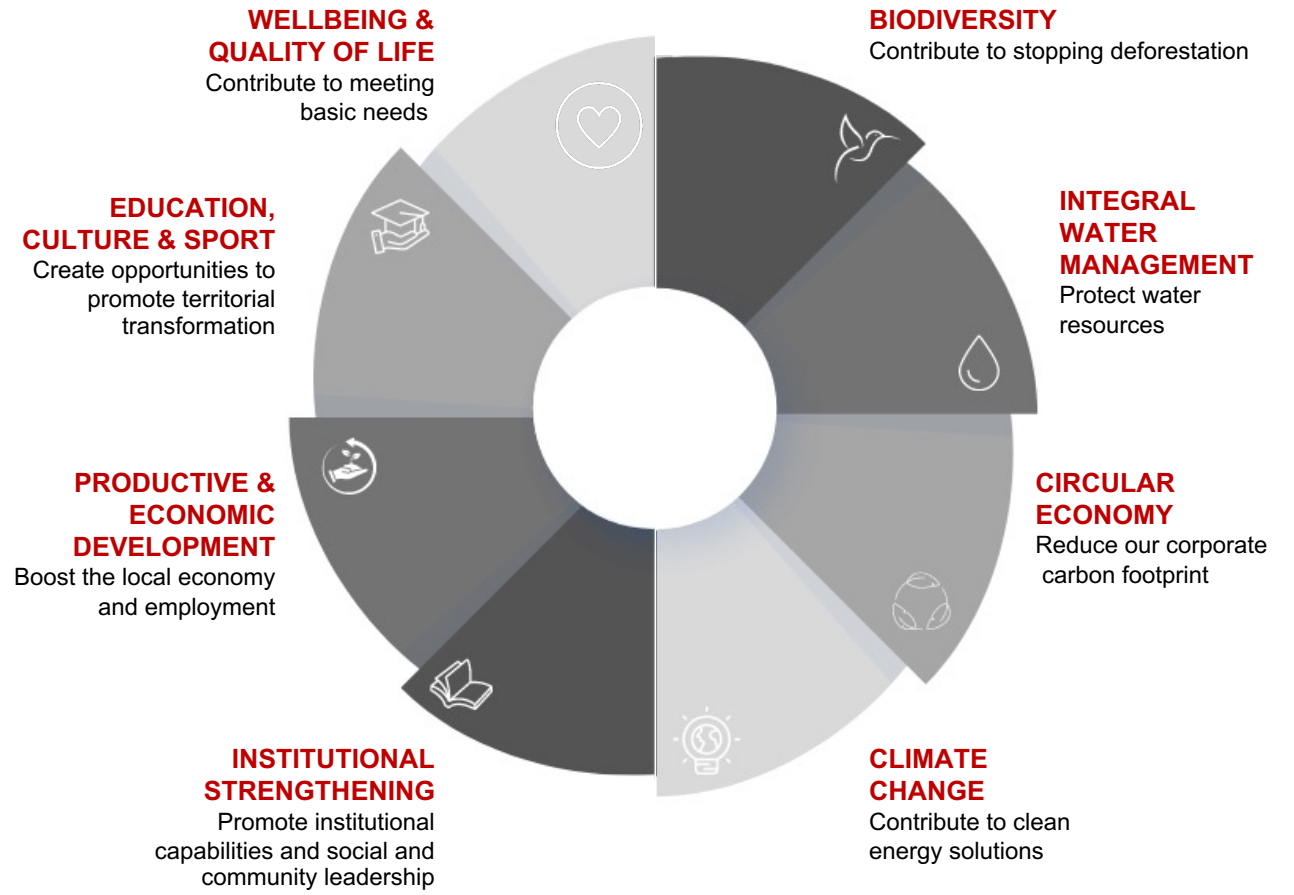 WELLBEING &
QUALITY OF LIFE
Contribute to meeting
basic needs
BIODIVERSITY
Contribute to stopping deforestation
EDUCATION,
CULTURE & SPORT
Create opportunities to
promote territorial
transformation
INTEGRAL
WATER
MANAGEMENT
Protect water
resources
PRODUCTIVE &
ECONOMIC
DEVELOPMENT
Boost the local economy
and employment
CIRCULAR
ECONOMY
Reduce our corporate
carbon footprint
INSTITUTIONAL
STRENGTHENING
Promote institutional
capabilities and social and
community leadership
CLIMATE
CHANGE
Contribute to clean
energy solutions